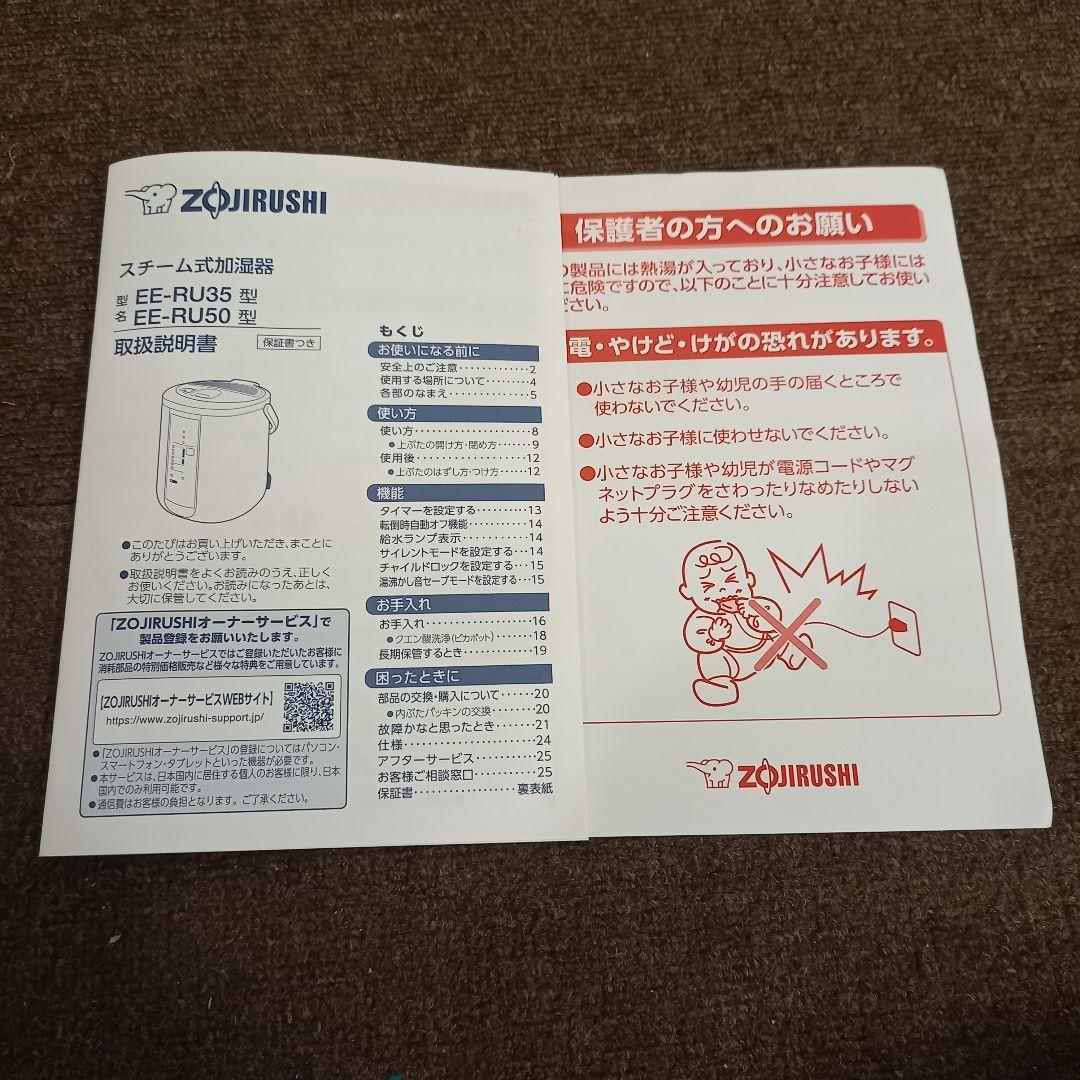 ZOJIRUSHI
スチーム式加湿器
型名 EE-RU35 型
EE-RU50 型
取扱説明書 保証書つき
●このたびはお買い上げいただき、まことに
ありがとうございます。
●取扱説明書をよくお読みのうえ、正しく
お使いください。お読みになったあとは、
大切に保管してください。
「ZOJIRUSHIオーナーサービス」で
製品登録をお願いいたします。
ZOJIRUSHIオーナーサービスではご登録いただいたお客様に
消耗部品の特別価格販売など様々な特典をご用意しています。
【ZOJIRUSHIオーナーサービスWEBサイト】
https://www.zojirushi-support.jp/
●「ZOJIRUSHIオーナーサービス」の登録についてはパソコン・
スマートフォン・タブレットといった機器が必要です。
●本サービスは、日本国内に居住する個人のお客様に限り、日本
国内でのみ利用可能です。
●通信費はお客様の負担となります。ご了承ください。
もくじ
お使いになる前に
安全上のご注意・・・・・・・・・・・2
使用する場所について・・・・・・・・4
各部のなまえ・・・・・・・・・・・・5
使い方
使い方・・・・・・・・・・・・・・・8
●上ぶたの開け方・閉め方・・・・・・9
使用後・・・・・・・・・・・・・・12
●上ぶたのはずし方・つけ方・・・・・12
機能
タイマーを設定する・・・・・・・・13
転倒時自動オフ機能・・・・・・・・14
給水ランプ表示・・・・・・・・・・14
サイレントモードを設定する・・・14
チャイルドロックを設定する・・・15
湯沸かし音セーブモードを設定する・・・15
お手入れ
お手入れ・・・・・・・・・・・・・16
●クエン酸洗浄(ピカポット)・・・・18
長期保管するとき・・・・・・・・・19
困ったときに
部品の交換・購入について・・・・・20
●内ぶたパッキンの交換・・・・・・20
故障かなと思ったとき・・・・・・・21
仕様・・・・・・・・・・・・・・・24
アフターサービス・・・・・・・・・25
お客様ご相談窓口・・・・・・・・・25
保証書・・・・・・・・・・・・裏表紙
保護者の方へのお願い
製品には熱湯が入っており、小さなお子様には
危険ですので、以下のことに十分注意してお使い
ださい。
電・やけど・けがの恐れがあります。
●小さなお子様や幼児の手の届くところで
使わないでください。
●小さなお子様に使わせないでください。
●小さなお子様や幼児が電源コードやマグ
ネットプラグをさわったりなめたりしない
よう十分ご注意ください。
ZOJIRUSHI